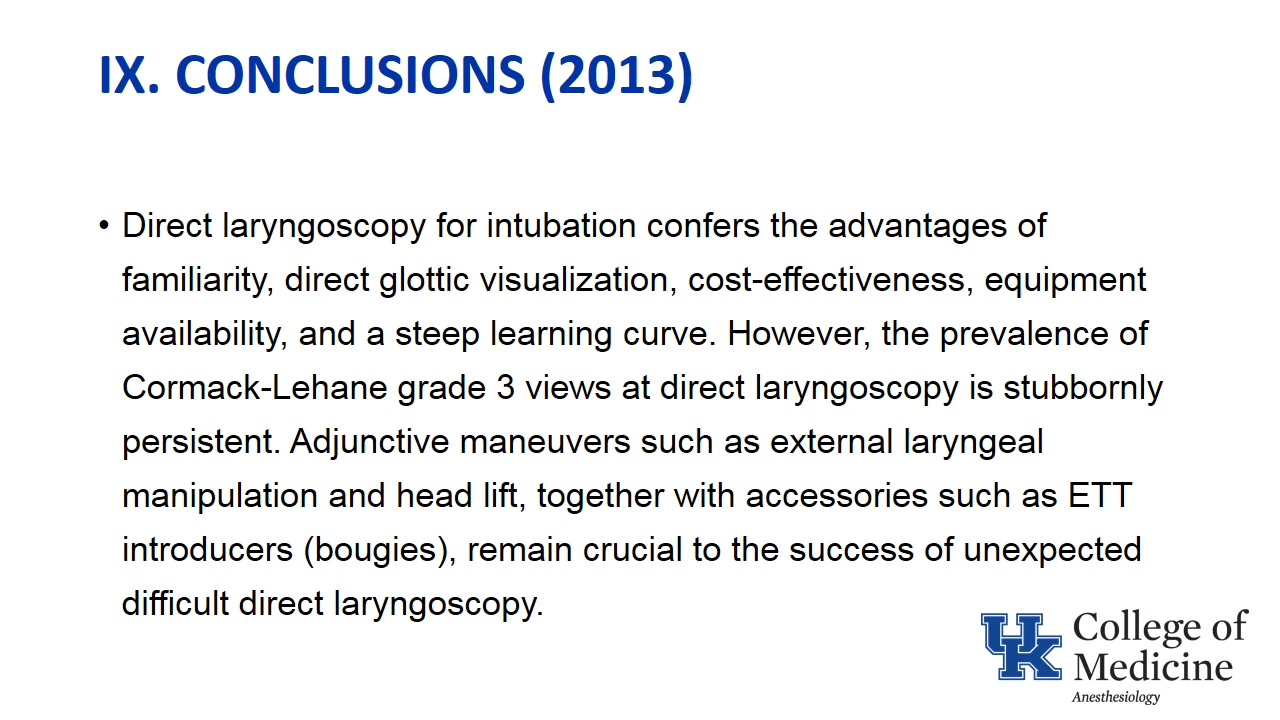 IX. CONCLUSIONS (2013)
• Direct laryngoscopy for intubation confers the advantages of
familiarity, direct glottic visualization, cost-effectiveness, equipment
availability, and a steep learning curve. However, the prevalence of
Cormack-Lehane grade 3 views at direct laryngoscopy is stubbornly
persistent. Adjunctive maneuvers such as external laryngeal
manipulation and head lift, together with accessories such as ETT
introducers (bougies), remain crucial to the success of unexpected
difficult direct laryngoscopy.
UK
College of
Medicine
Anesthesiology